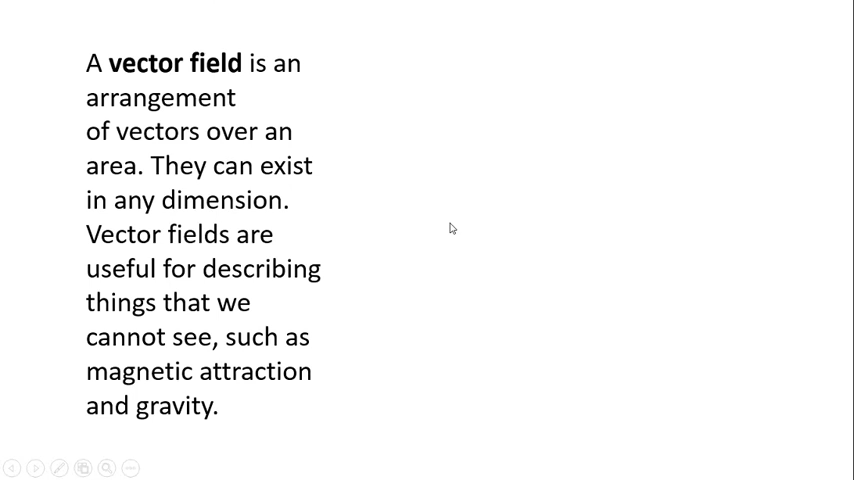 A vector field is an
arrangement
of vectors over an
area. They can exist
in any dimension.
Vector fields are
useful for describing
things that we
cannot see, such as
magnetic attraction
and gravity.